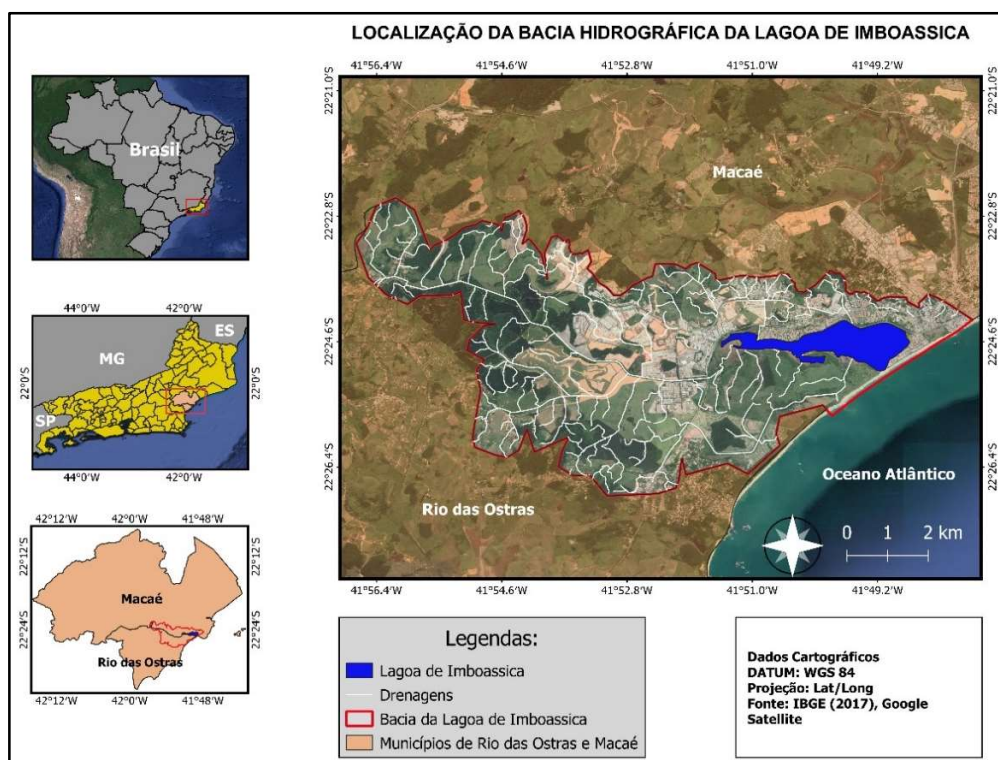 LOCALIZAÇÃO DA BACIA HIDROGRÁFICA DA LAGOA DE IMBOASSICA
Brasil
44°0'W 42°0'W
ES
MG
SP
22°0'S
22°0'S
44°0'W 42°0'W
42°12'W 42°0'W 41°48'W
22°12'S
22°24'S
22°12'S
22°24'S
Macaé
Rio das Ostras
42°12'W 42°0'W 41°48'W
41°56.4'W 41°54.6'W 41°52.8'W 41°51.0'W 41°49.2'W
22°21.0'S
22°22.8'S
22°24.6'S
22°26.4'S
22°21.0'S
22°22.8'S
22°24.6'S
22°26.4'S
Macaé
Rio das Ostras
Oceano Atlântico
0 1 2 km
41°56.4'W 41°54.6'W 41°52.8'W 41°51.0'W 41°49.2'W
Legendas:
Lagoa de Imboassica
Drenagens
Bacia da Lagoa de Imboassica
Municípios de Rio das Ostras e Macaé
Dados Cartográficos
DATUM: WGS 84
Projeção: Lat/Long
Fonte: IBGE (2017), Google
Satellite